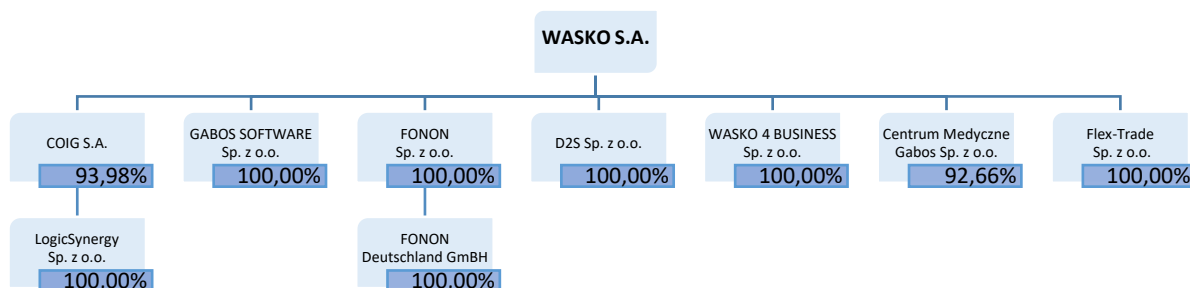 WASKO S.A.
COIG S.A.
93,98%
GABOS SOFTWARE
Sp. z o.o.
100,00%
FONON
Sp. z o.o.
100,00%
D2S Sp. z o.o.
100,00%
WASKO 4 BUSINESS
Sp. z o.o.
100,00%
Centrum Medyczne
Gabos Sp. z o.o.
92,66%
Flex-Trade
Sp. z o.o.
100,00%
LogicSynergy
Sp. z o.o.
100,00%
FONON
Deutschland GmBH
100,00%